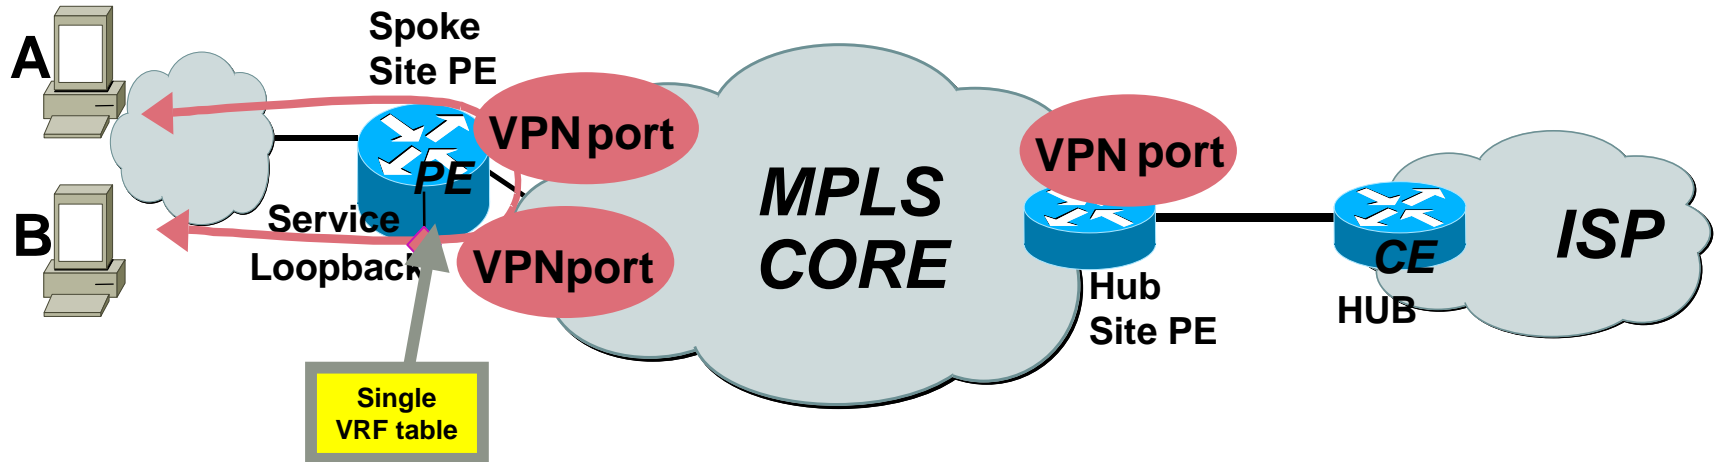 A
B
Spoke
Site PE
PE
VPN port
VPNport
Service
Loopback
Single
VRF table
MPLS
CORE
VPN port
Hub
Site PE
CE
HUB
ISP